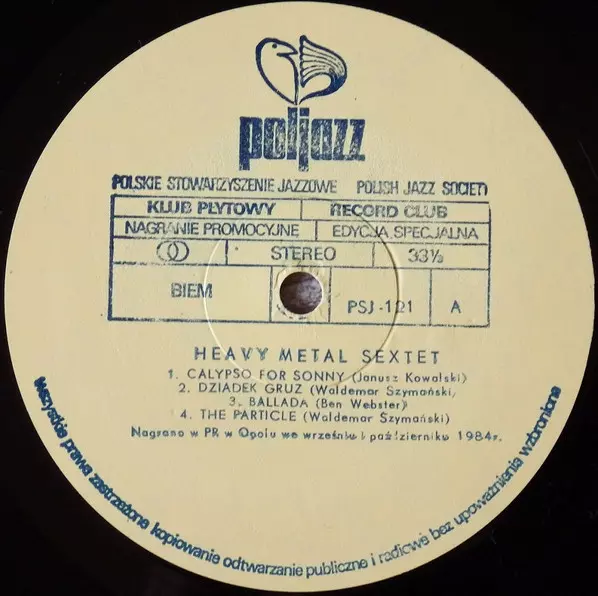 poljazz
POLSKIE STOWARZYSZENIE JAZZOWE POLISH JAZZ SOCIETY
KLUB PŁYTOWY RECORD CLUB
NAGRANIE PROMOCYJNE EDYCJA SPECJALNA
STEREO 33⅓
BIEM PSJ-121 A
HEAVY METAL SEXTET
1. CALYPSO FOR SONNY (Janusz Kowalski)
2. DZIADEK GRUZ (Waldemar Szymański,
3. BALLADA (Ben Webster)
4. THE PARTICLE (Waldemar Szymański)
Nagrano w PR w Opolu we wrześniu i październiku 1984r.
Wszystkie prawa zastrzeżone kopiowanie odtwarzanie publiczne i radiowe bez upoważnienia wzbronione